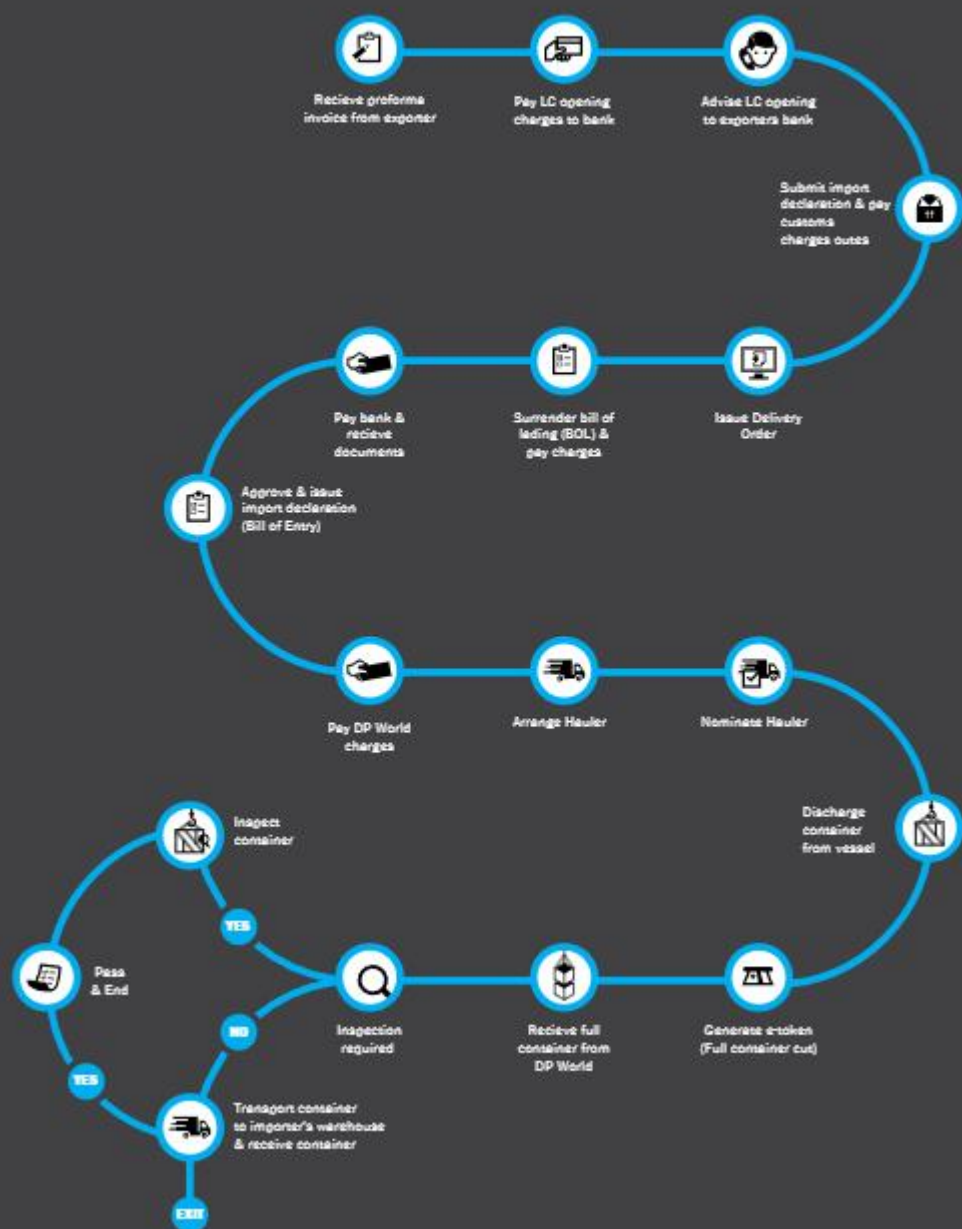 Recieve proforma
invoice from exporter
Pay LC opening
charges to bank
Advise LC opening
to exporters bank
Submit import
declaration & pay
customs
charges outes
Issue Delivery
Order
Surrender bill of
lading (BOL) &
pay charges
Pay bank &
recieve
documents
Approve & issue
import declaration
(Bill of Entry)
Pay DP World
charges
Arrange Hauler
Nominate Hauler
Discharge
container
from vessel
Generate e-token
(Full container out)
Recieve full
container from
DP World
Inspection
required
YES
Inspect
container
Pass
& End
YES
NO
Transport container
to importer's warehouse
& receive container
EXIT